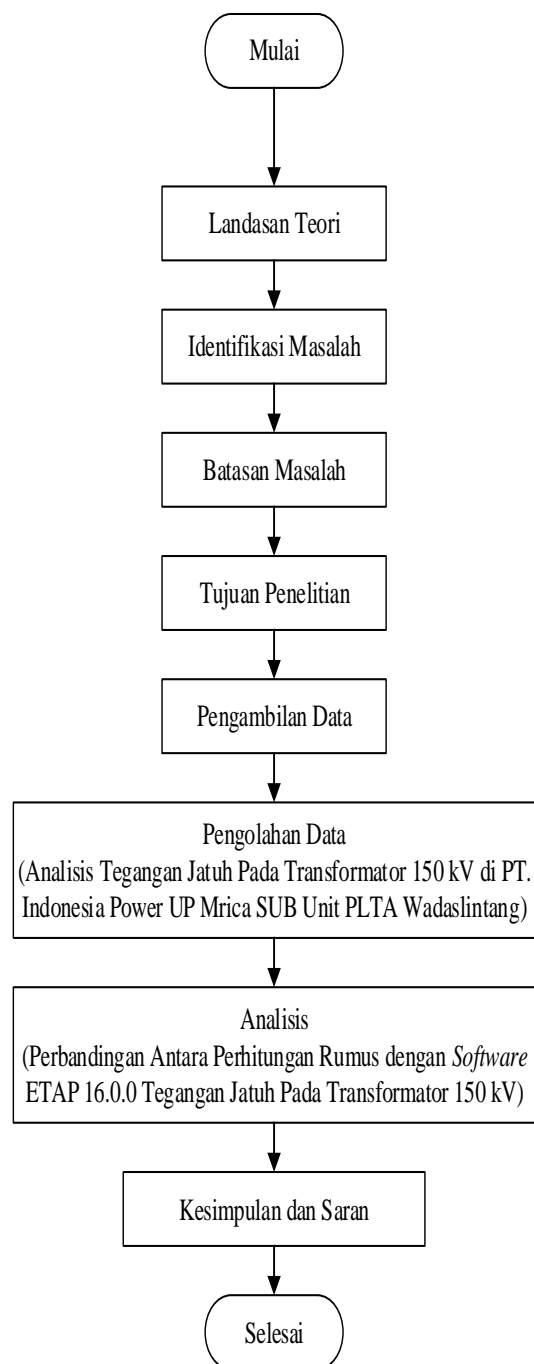 Mulai
Landasan Teori
Identifikasi Masalah
Batasan Masalah
Tujuan Penelitian
Pengambilan Data
Pengolahan Data
(Analisis Tegangan Jatuh Pada Transformator 150 kV di PT.
Indonesia Power UP Mrica SUB Unit PLTA Wadaslintang)
Analisis
(Perbandingan Antara Perhitungan Rumus dengan Software
ETAP 16.0.0 Tegangan Jatuh Pada Transformator 150 kV)
Kesimpulan dan Saran
Selesai